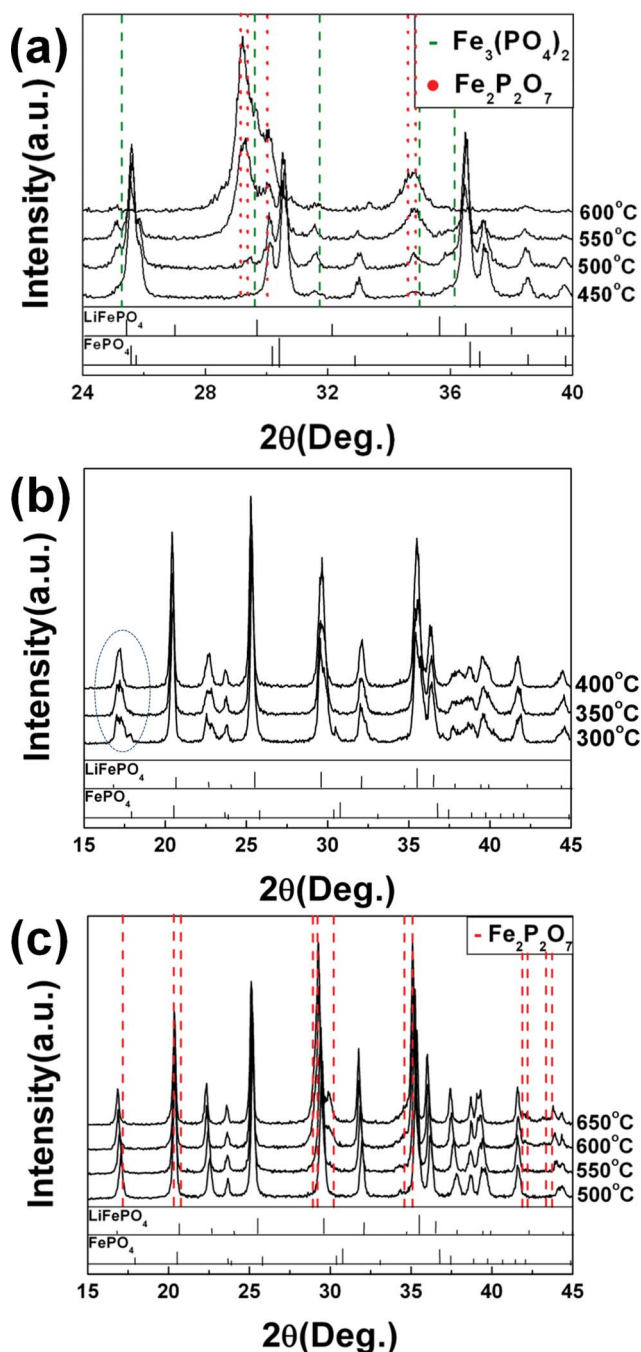 (a)
- Fe₃(PO₄)₂
● Fe₂P₂O₇
Intensity(a.u.)
600°C
550°C
500°C
450°C
LiFePO₄
FePO₄
24 28 32 36 40
2θ(Deg.)
(b)
Intensity(a.u.)
400°C
350°C
300°C
LiFePO₄
FePO₄
15 20 25 30 35 40 45
2θ(Deg.)
(c)
- Fe₂P₂O₇
Intensity(a.u.)
650°C
600°C
550°C
500°C
LiFePO₄
FePO₄
15 20 25 30 35 40 45
2θ(Deg.)